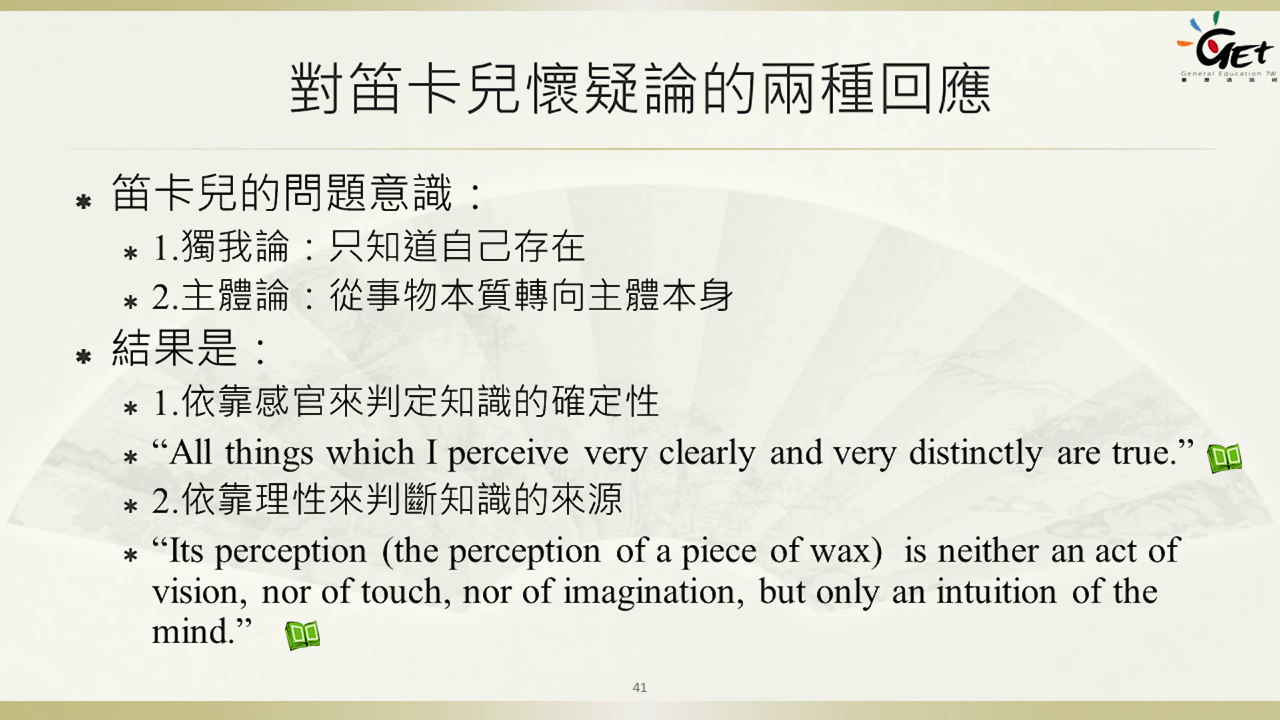 GET
General Education TW
對笛卡兒懷疑論的兩種回應
笛卡兒的問題意識：
1.獨我論：只知道自己存在
2.主體論：從事物本質轉向主體本身
結果是：
1.依靠感官來判定知識的確定性
“All things which I perceive very clearly and very distinctly are true.”
2.依靠理性來判斷知識的來源
“Its perception (the perception of a piece of wax) is neither an act of
vision, nor of touch, nor of imagination, but only an intuition of the
mind.”
41